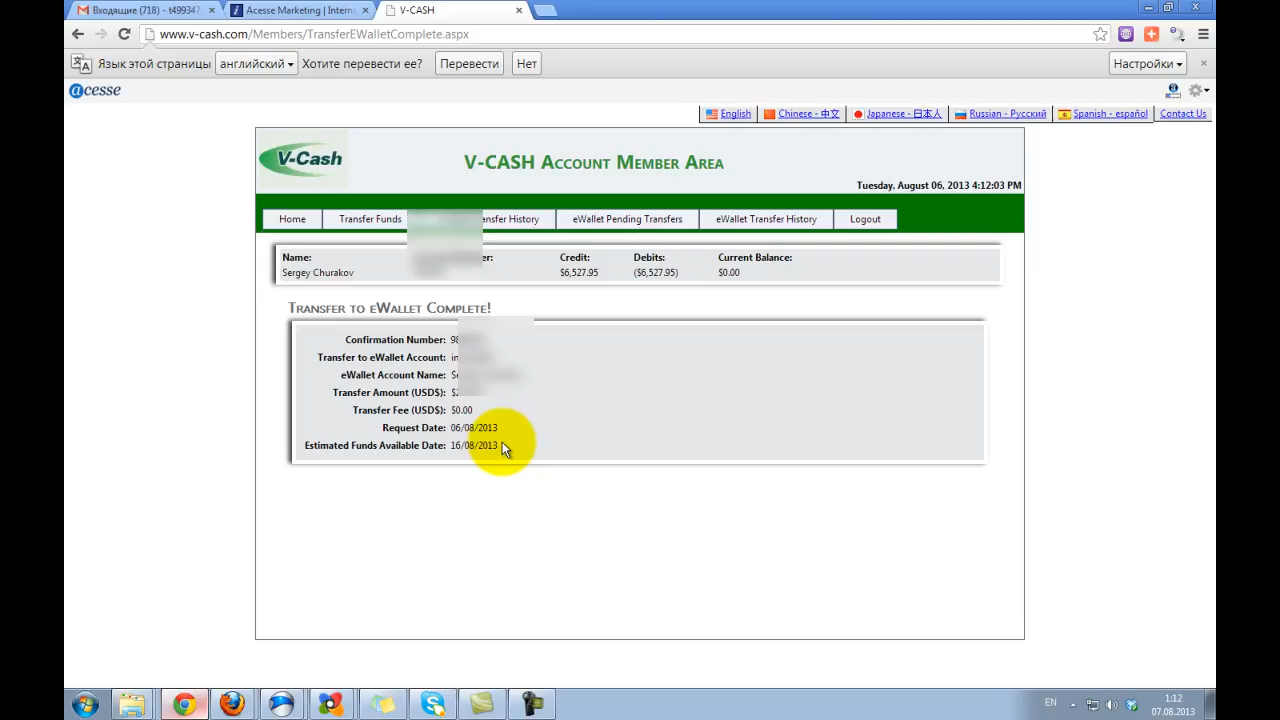 Входящие (718) - t499347
Acesse Marketing | Intern
V-CASH
www.v-cash.com/Members/TransferEWalletComplete.aspx
Язык этой страницы английский Хотите перевести ее? Перевести Нет Настройки
acesse
English Chinese - 中文 Japanese - 日本人 Russian - Русский Spanish - español Contact Us
V-Cash
V-CASH Account Member Area
Tuesday, August 06, 2013 4:12:03 PM
Home Transfer Funds History eWallet Pending Transfers eWallet Transfer History Logout
Name: Credit: Debits: Current Balance:
Sergey Churakov $6,527.95 ($6,527.95) $0.00
Transfer to eWallet Complete!
Confirmation Number:
Transfer to eWallet Account:
eWallet Account Name:
Transfer Amount (USD$):
Transfer Fee (USD$): $0.00
Request Date: 06/08/2013
Estimated Funds Available Date: 16/08/2013
EN 1:12
07.08.2013